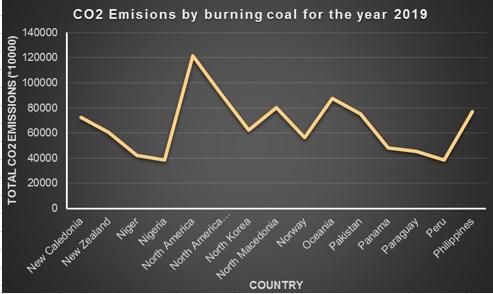 CO2 Emisions by burning coal for the year 2019
TOTAL CO2 EMISSIONS (*10000)
140000
120000
100000
80000
60000
40000
20000
0
New Caledonia
New Zealand
Niger
Nigeria
North America
North America...
North Korea
North Macedonia
Norway
Oceania
Pakistan
Panama
Paraguay
Peru
Philippines
COUNTRY